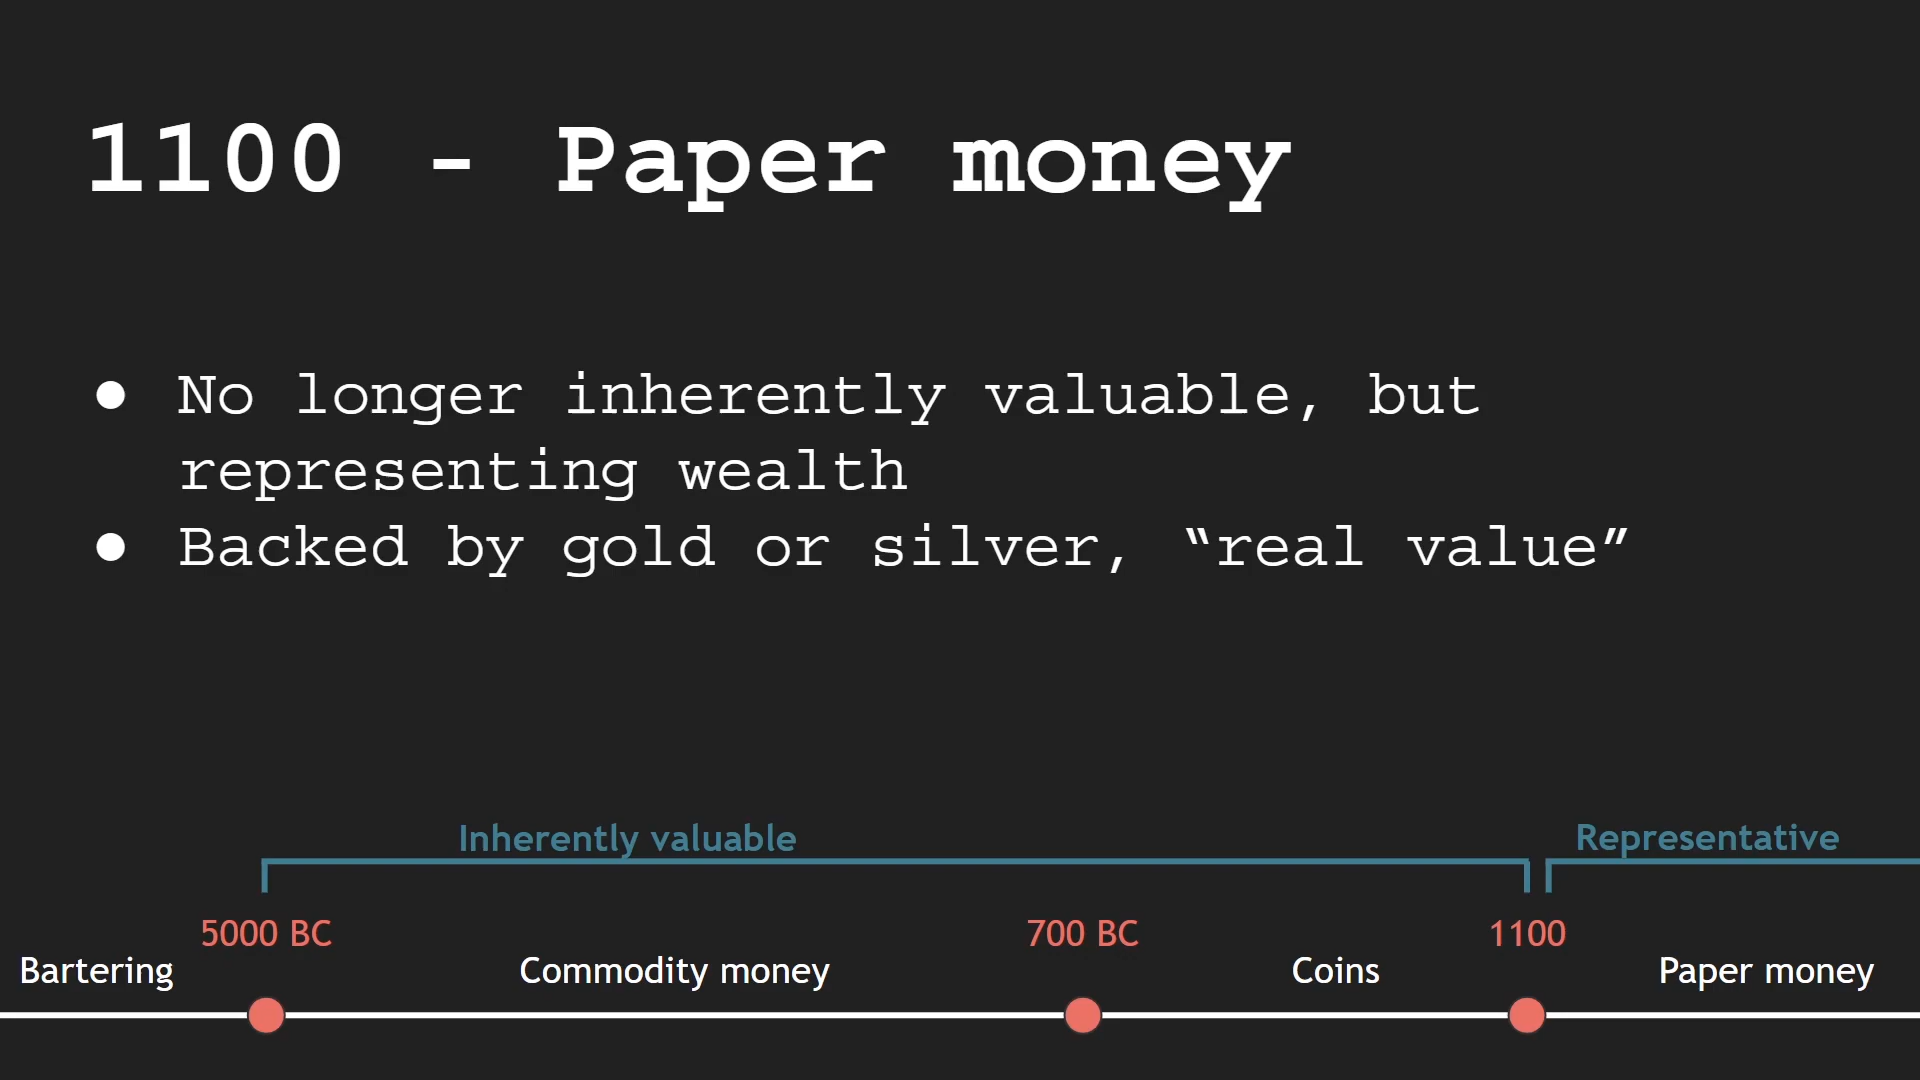 1100 - Paper money
● No longer inherently valuable, but
representing wealth
● Backed by gold or silver, “real value”
Inherently valuable
Representative
5000 BC
700 BC
1100
Bartering
Commodity money
Coins
Paper money